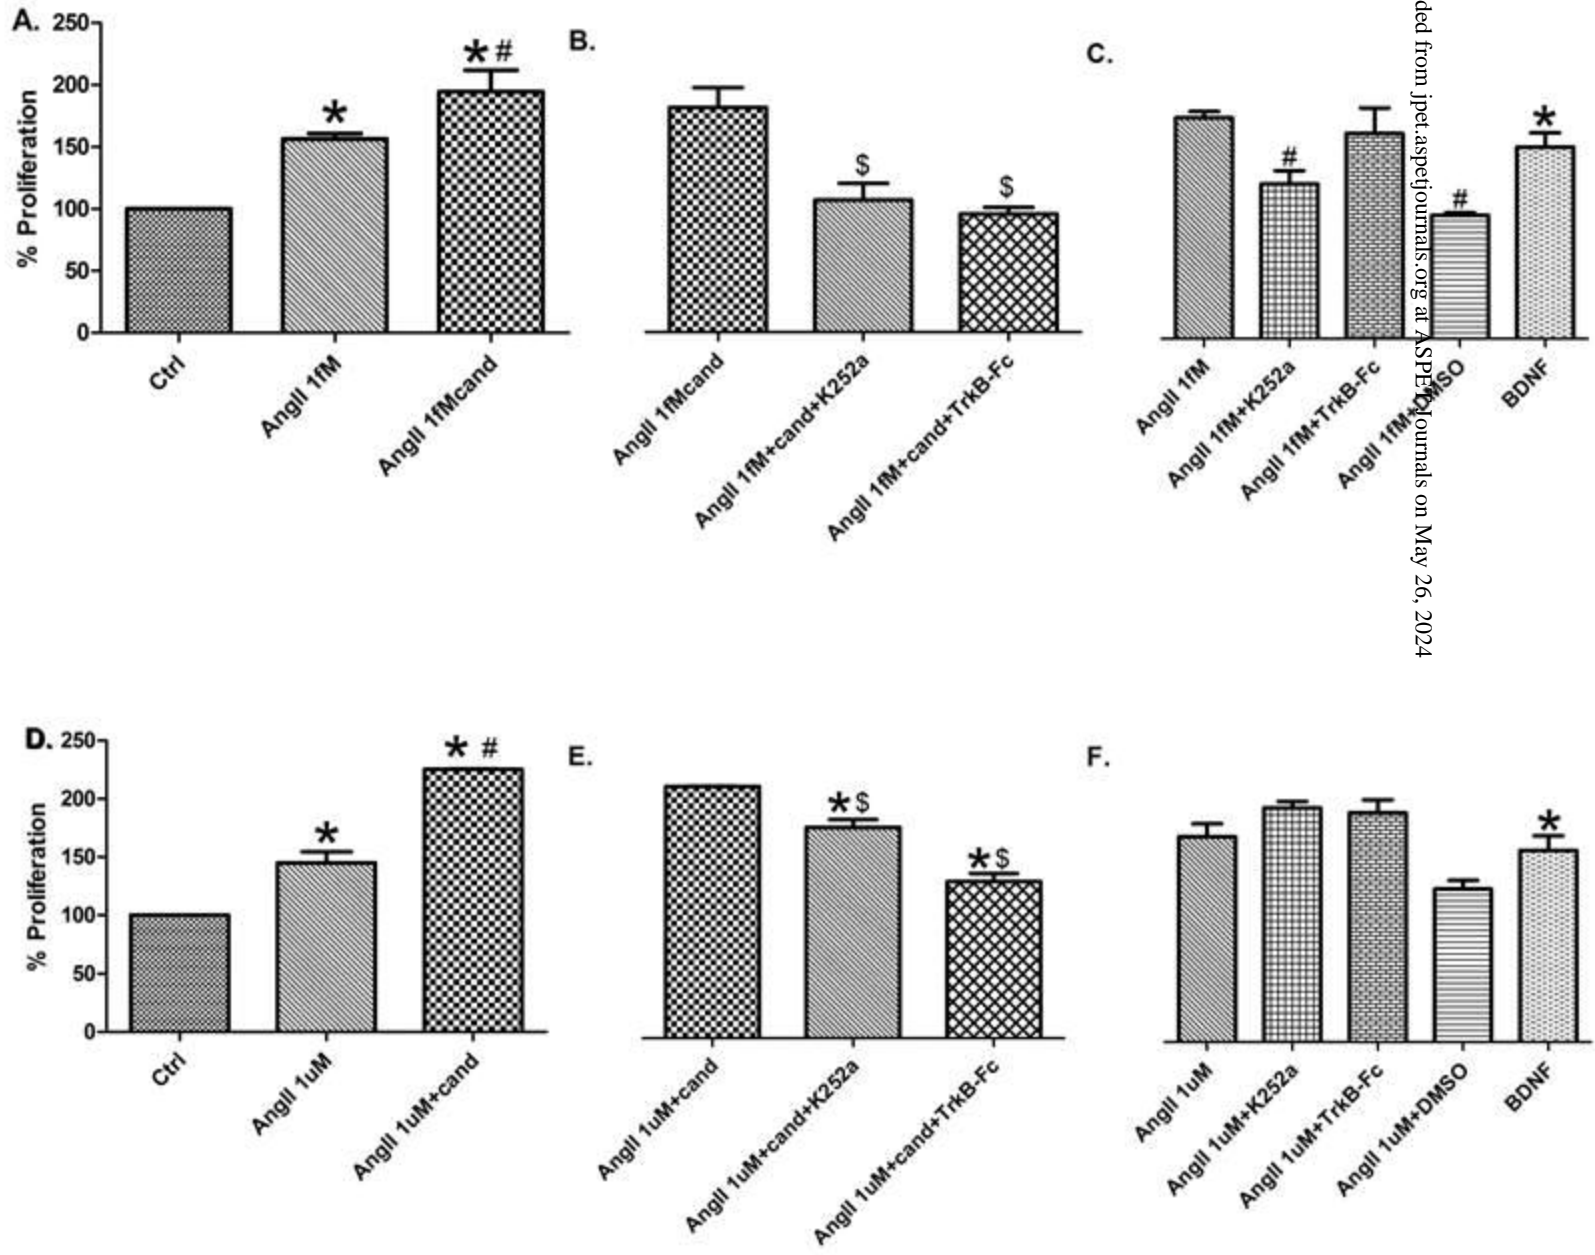 A.
250
200
150
100
50
0
% Proliferation
*
* #
Ctrl
AngII 1fM
AngII 1fMcand
B.
$
$
AngII 1fMcand
AngII 1fM+cand+K252a
AngII 1fM+cand+TrkB-Fc
C.
#
#
*
AngII 1fM
AngII 1fM+K252a
AngII 1fM+TrkB-Fc
AngII 1fM+DMSO
BDNF
ded from jpet.aspetjournals.org at ASPET Journals on May 26, 2024
D.
250
200
150
100
50
0
% Proliferation
*
* #
Ctrl
AngII 1uM
AngII 1uM+cand
E.
*$
*$
AngII 1uM+cand
AngII 1uM+cand+K252a
AngII 1uM+cand+TrkB-Fc
F.
*
AngII 1uM
AngII 1uM+K252a
AngII 1uM+TrkB-Fc
AngII 1uM+DMSO
BDNF